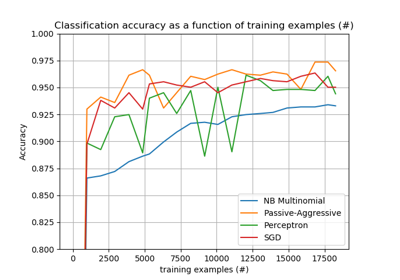 Classification accuracy as a function of training examples (#)
1.000
0.975
0.950
0.925
0.900
0.875
0.850
0.825
0.800
Accuracy
NB Multinomial
Passive-Aggressive
Perceptron
SGD
0 2500 5000 7500 10000 12500 15000 17500
training examples (#)